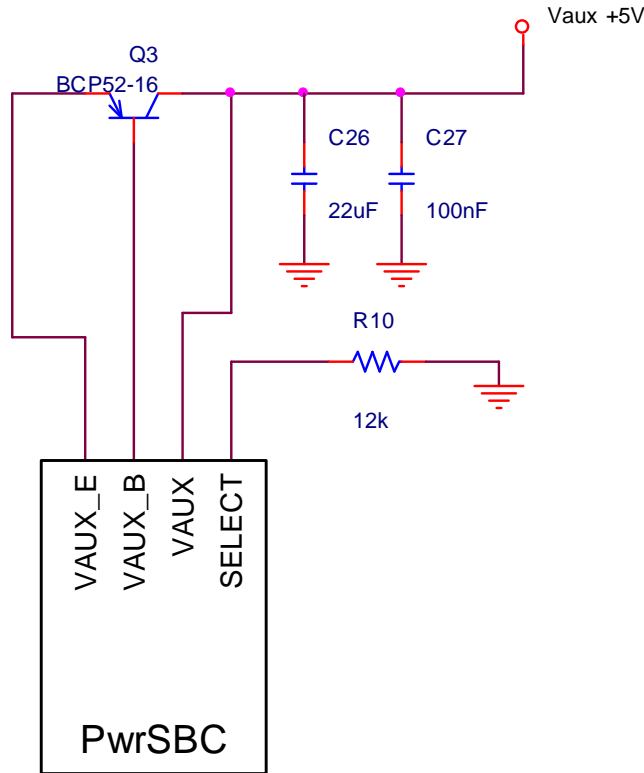 Vaux +5V
Q3
BCP52-16
C26
C27
22uF
100nF
R10
12k
VAUX_E
VAUX_B
VAUX
SELECT
PwrSBC